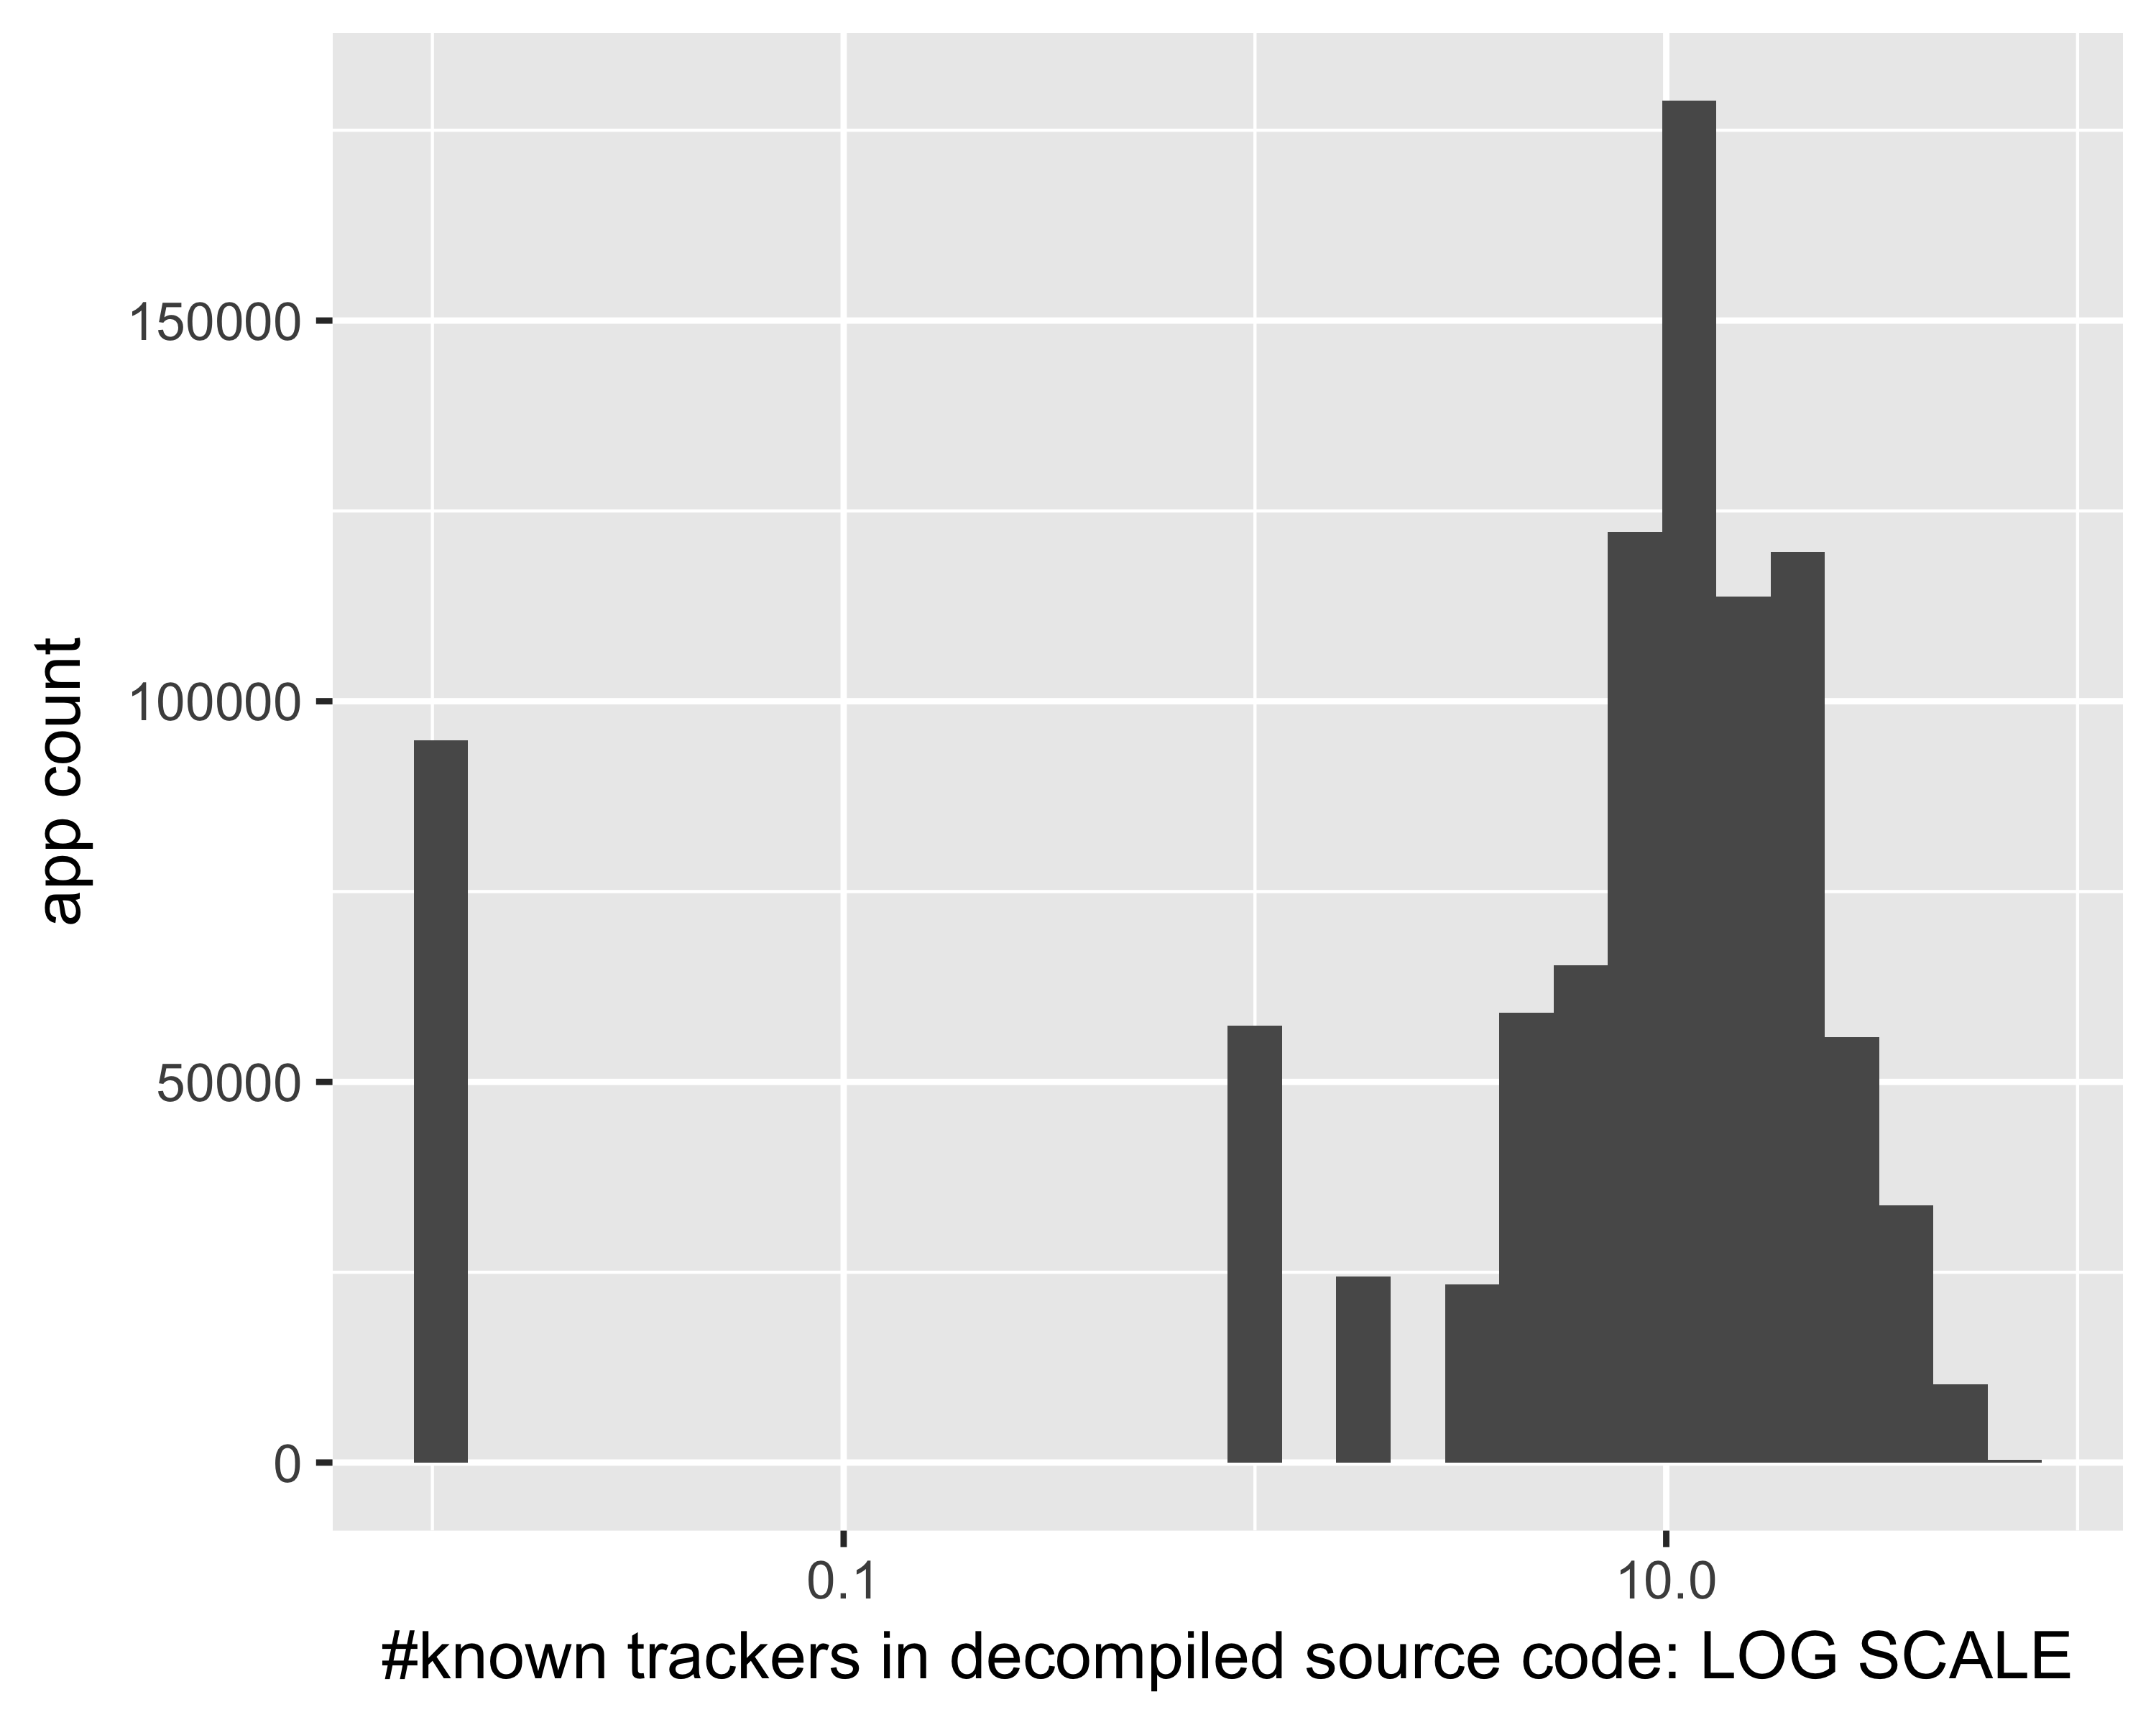 app count
150000
100000
50000
0
0.1 10.0
#known trackers in decompiled source code: LOG SCALE